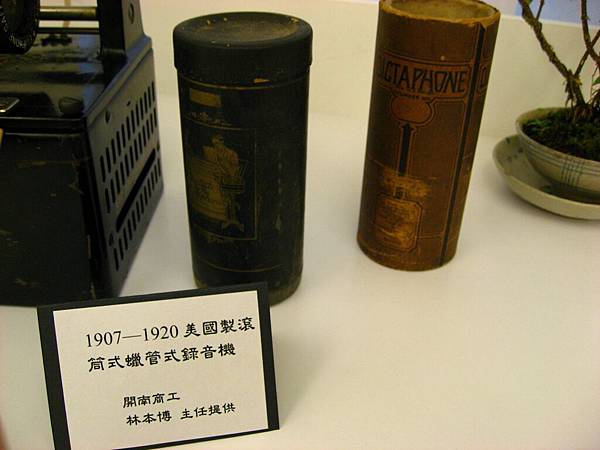 DICTAPHONE
1907—1920 美國製滾
筒式蠟管式錄音機
開南商工
林本博 主任提供